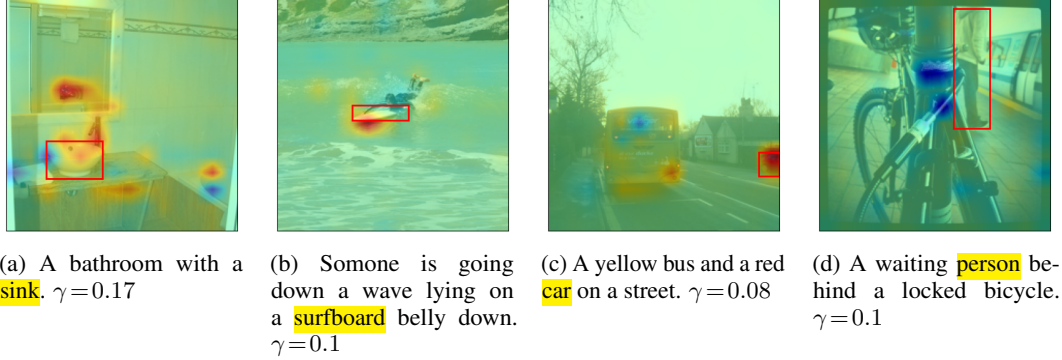 (a) A bathroom with a
sink. γ=0.17
(b) Somone is going
down a wave lying on
a surfboard belly down.
γ=0.1
(c) A yellow bus and a red
car on a street. γ=0.08
(d) A waiting person be-
hind a locked bicycle.
γ=0.1